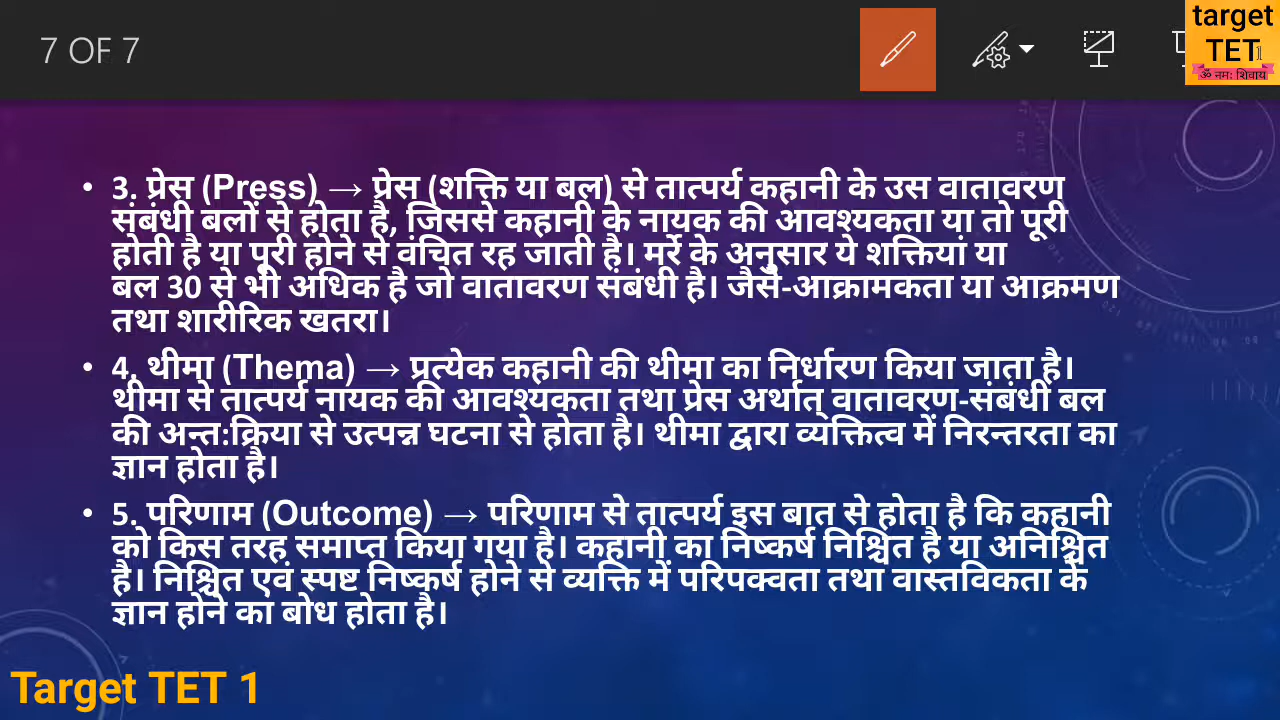 7 OF 7
target
TET1
ॐ नमः शिवाय
• 3. प्रेस (Press) → प्रेस (शक्ति या बल) से तात्पर्य कहानी के उस वातावरण
संबंधी बलों से होता है, जिससे कहानी के नायक की आवश्यकता या तो पूरी
होती है या पूरी होने से वंचित रह जाती है। मर्रे के अनुसार ये शक्तियां या
बल 30 से भी अधिक है जो वातावरण संबंधी है। जैसे-आक्रामकता या आक्रमण
तथा शारीरिक खतरा।
• 4. थीमा (Thema) → प्रत्येक कहानी की थीमा का निर्धारण किया जाता है।
थीमा से तात्पर्य नायक की आवश्यकता तथा प्रेस अर्थात् वातावरण-संबंधी बल
की अन्त:क्रिया से उत्पन्न घटना से होता है। थीमा द्वारा व्यक्तित्व में निरन्तरता का
ज्ञान होता है।
• 5. परिणाम (Outcome) → परिणाम से तात्पर्य इस बात से होता है कि कहानी
को किस तरह समाप्त किया गया है। कहानी का निष्कर्ष निश्चित है या अनिश्चित
है। निश्चित एवं स्पष्ट निष्कर्ष होने से व्यक्ति में परिपक्वता तथा वास्तविकता के
ज्ञान होने का बोध होता है।
Target TET 1